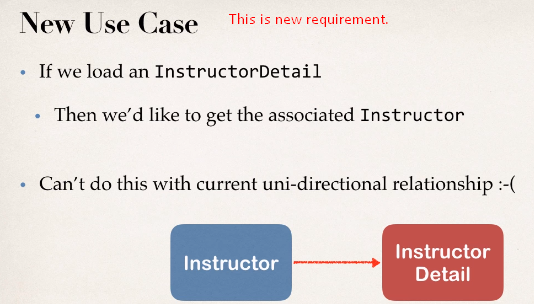 New Use Case
This is new requirement.
• If we load an InstructorDetail
• Then we'd like to get the associated Instructor
• Can't do this with current uni-directional relationship :-(
Instructor
Instructor
Detail